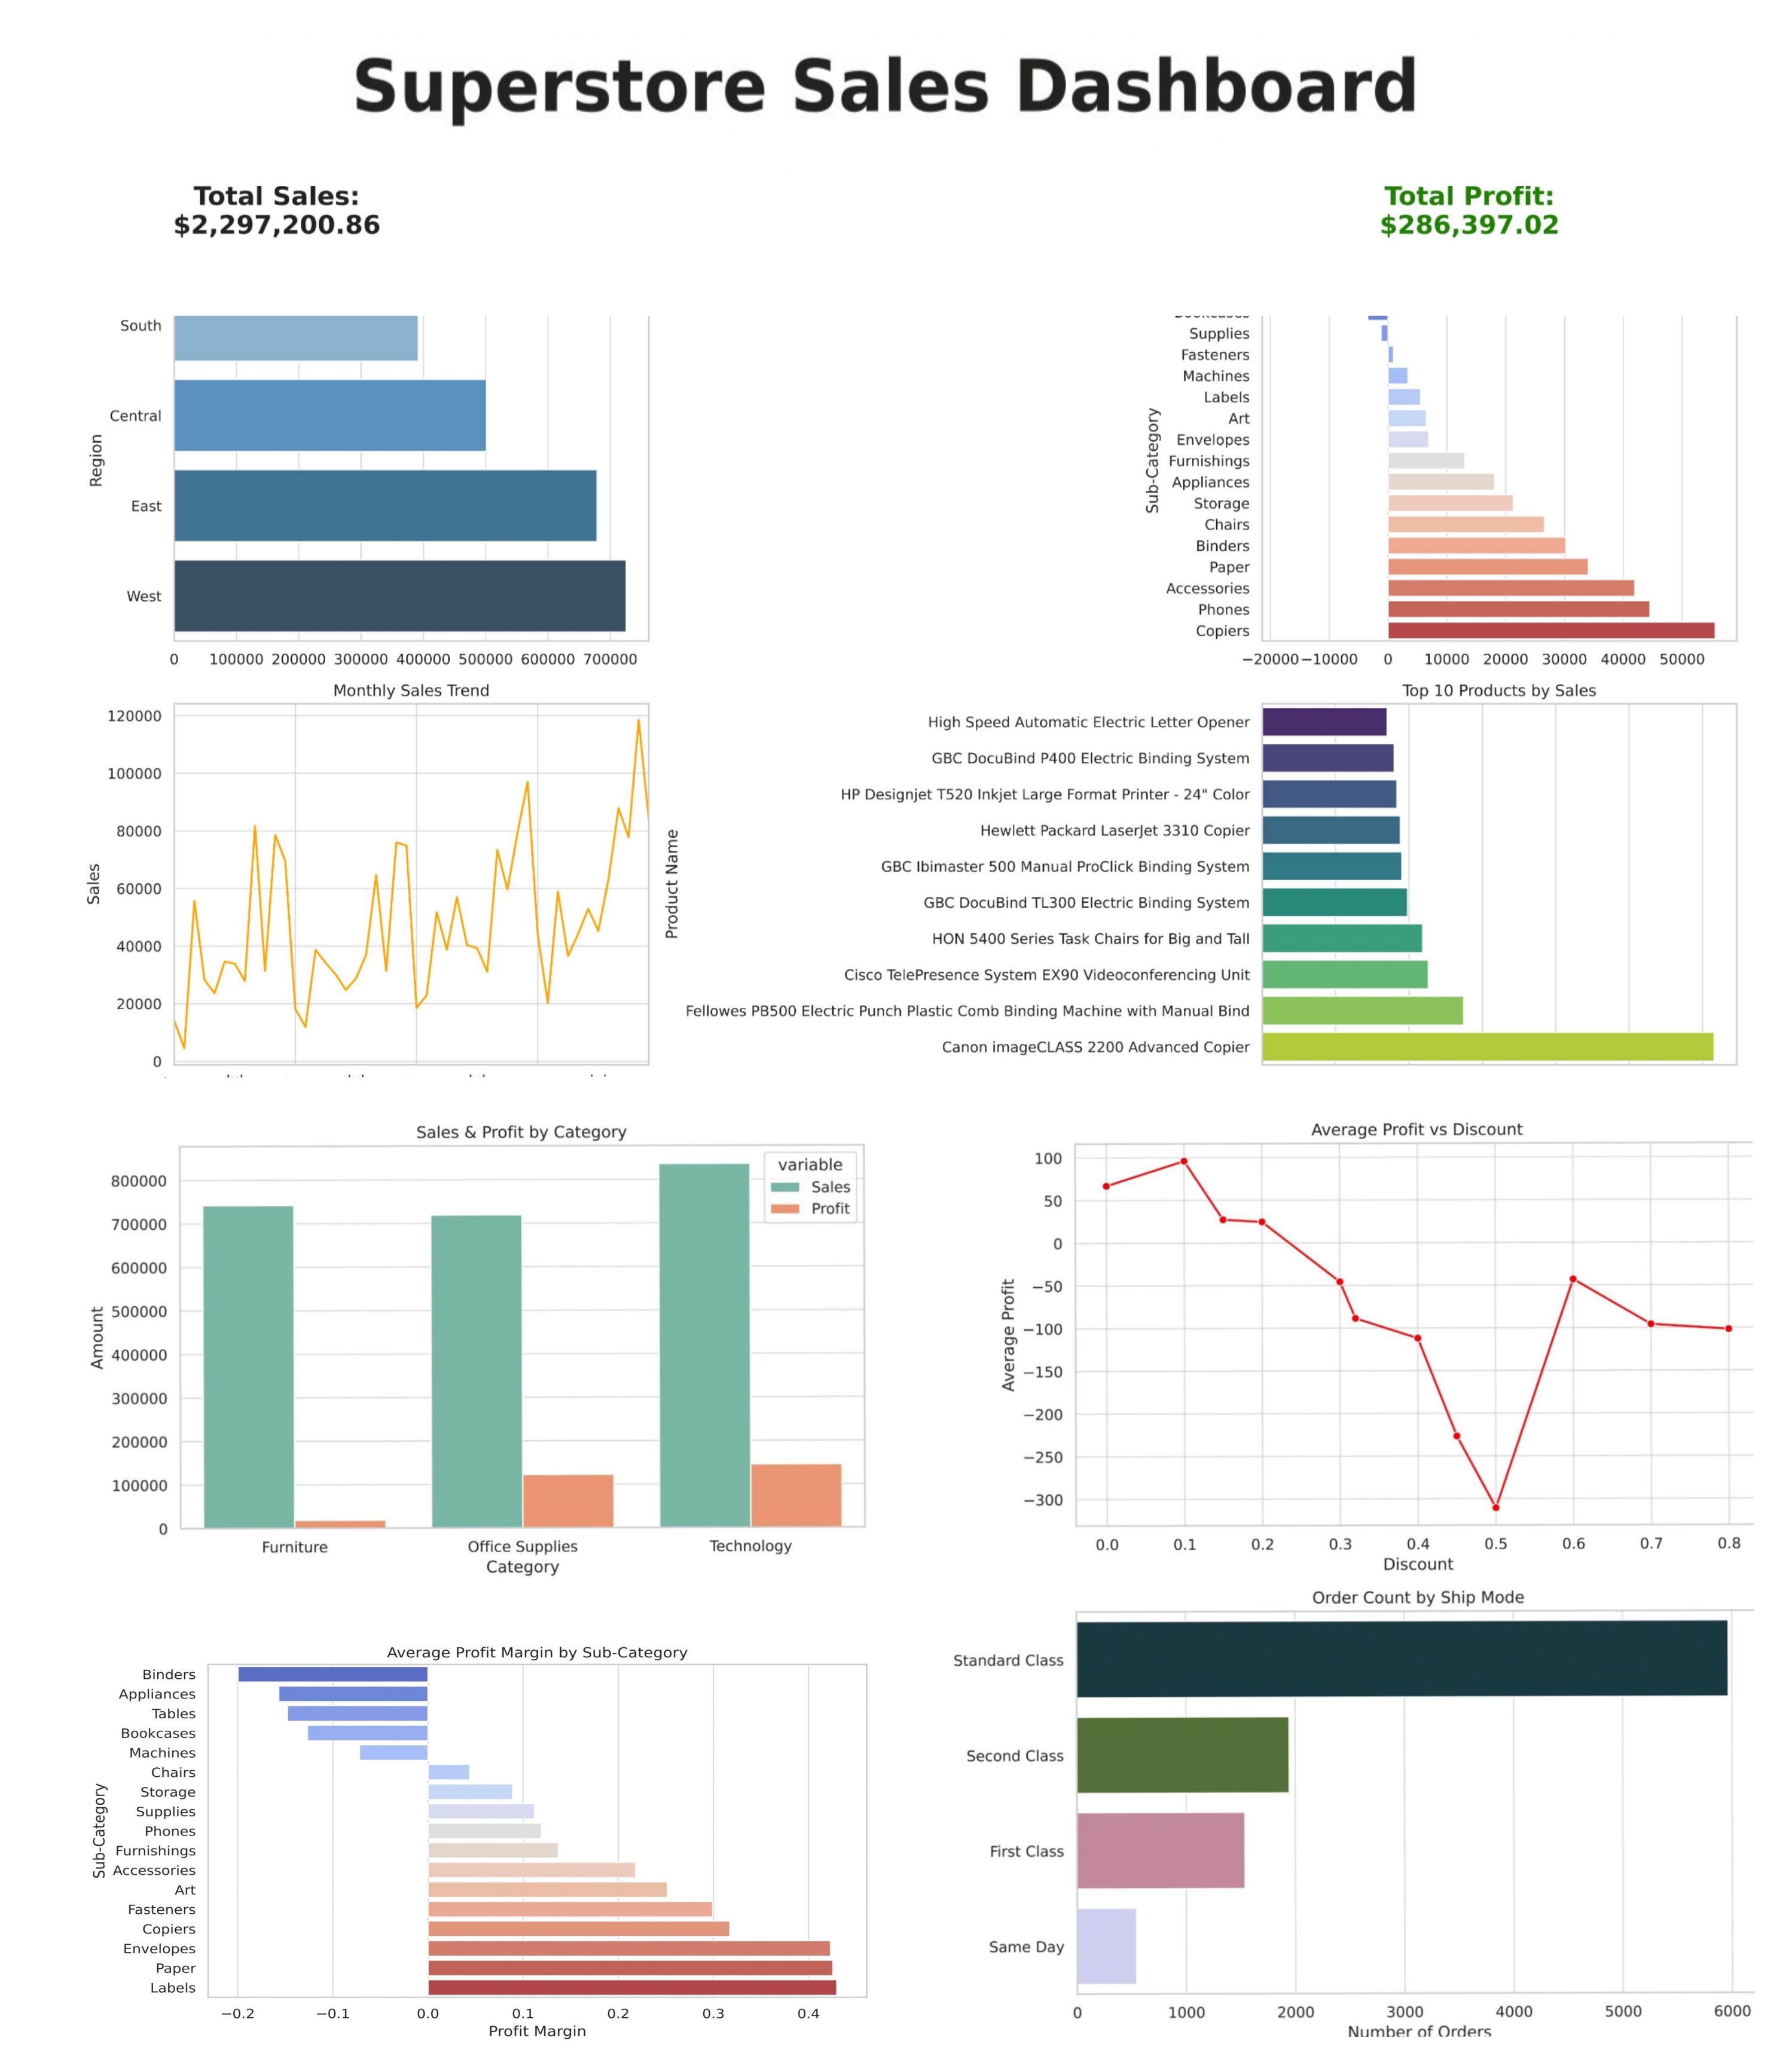 Superstore Sales Dashboard
Total Sales:
$2,297,200.86
Total Profit:
$286,397.02
South
Central
East
West
Region
0 100000 200000 300000 400000 500000 600000 700000
Supplies
Fasteners
Machines
Labels
Art
Envelopes
Furnishings
Appliances
Storage
Chairs
Binders
Paper
Accessories
Phones
Copiers
Sub-Category
−20000 −10000 0 10000 20000 30000 40000 50000
Monthly Sales Trend
120000
100000
80000
60000
40000
20000
0
Sales
Top 10 Products by Sales
Product Name
High Speed Automatic Electric Letter Opener
GBC DocuBind P400 Electric Binding System
HP Designjet T520 Inkjet Large Format Printer - 24" Color
Hewlett Packard LaserJet 3310 Copier
GBC Ibimaster 500 Manual ProClick Binding System
GBC DocuBind TL300 Electric Binding System
HON 5400 Series Task Chairs for Big and Tall
Cisco TelePresence System EX90 Videoconferencing Unit
Fellowes PB500 Electric Punch Plastic Comb Binding Machine with Manual Bind
Canon imageCLASS 2200 Advanced Copier
Sales & Profit by Category
variable
Sales
Profit
800000
700000
600000
500000
400000
300000
200000
100000
0
Amount
Furniture Office Supplies Technology
Category
Average Profit vs Discount
100
50
0
−50
−100
−150
−200
−250
−300
Average Profit
0.0 0.1 0.2 0.3 0.4 0.5 0.6 0.7 0.8
Discount
Average Profit Margin by Sub-Category
Binders
Appliances
Tables
Bookcases
Machines
Chairs
Storage
Supplies
Phones
Furnishings
Accessories
Art
Fasteners
Copiers
Envelopes
Paper
Labels
Sub-Category
−0.2 −0.1 0.0 0.1 0.2 0.3 0.4
Profit Margin
Order Count by Ship Mode
Standard Class
Second Class
First Class
Same Day
0 1000 2000 3000 4000 5000 6000
Number of Orders